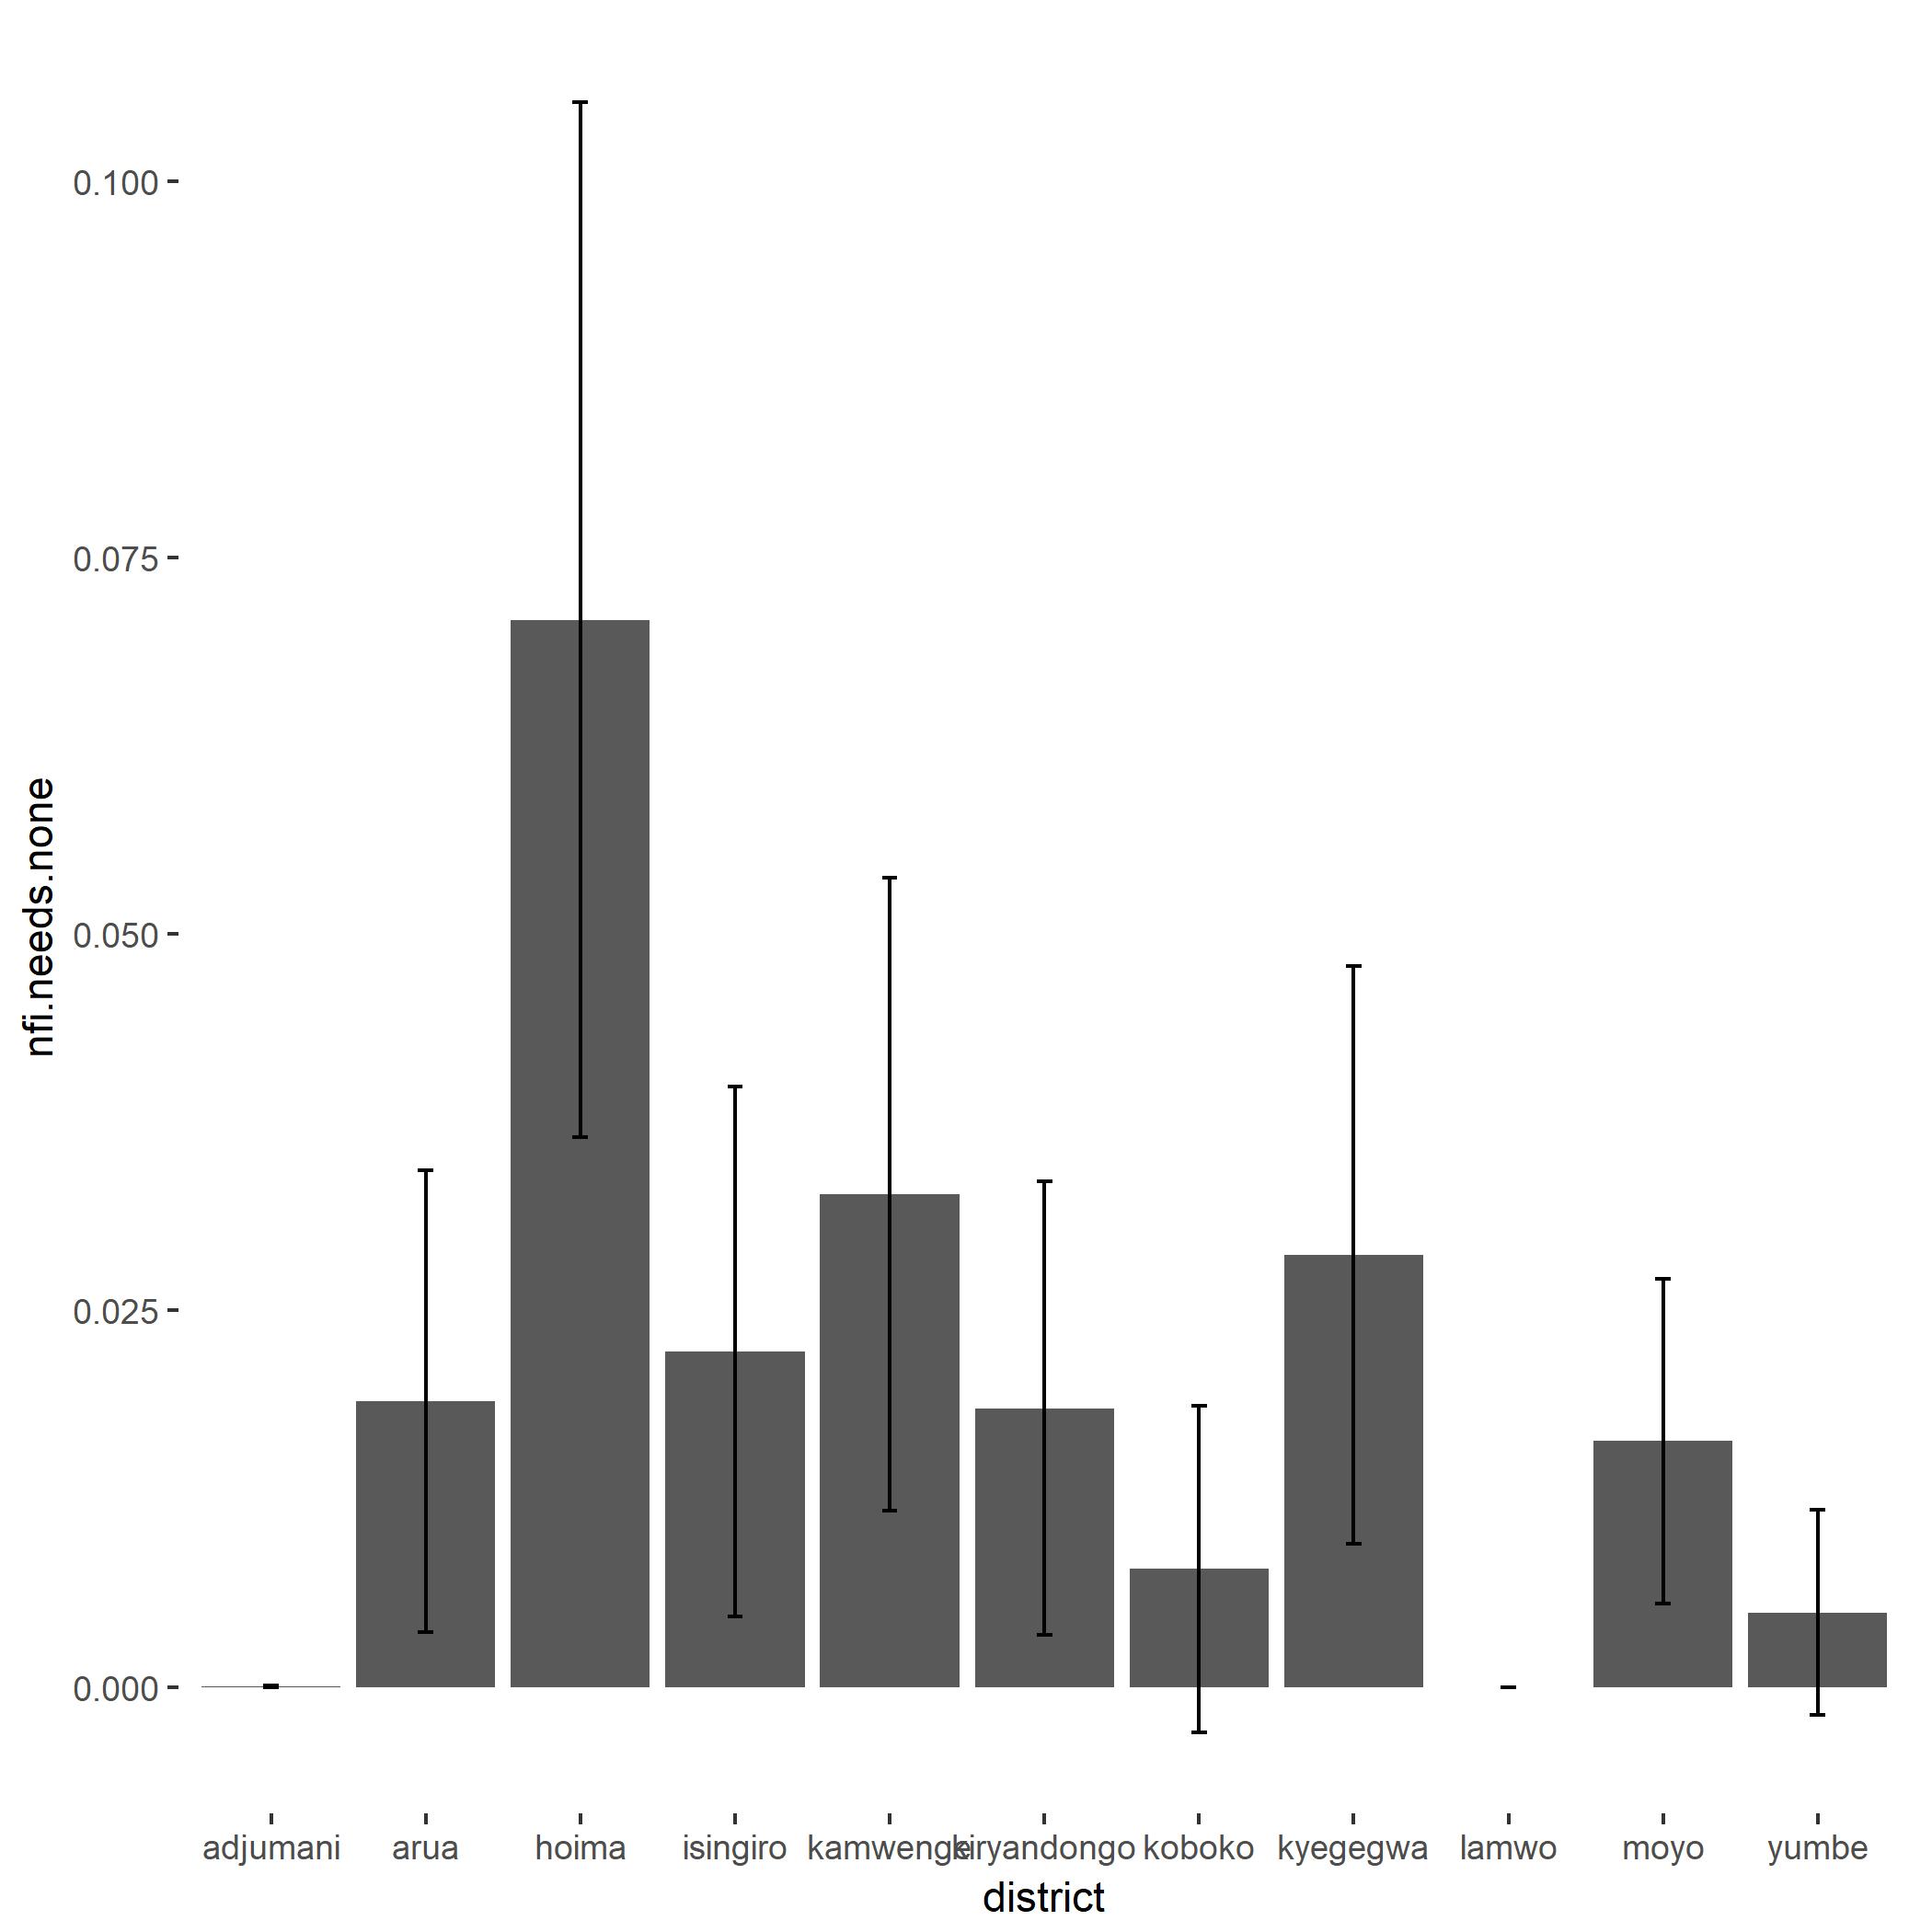 nfi.needs.none
0.100
0.075
0.050
0.025
0.000
adjumani arua hoima isingiro kamwenge kiryandongo koboko kyegegwa lamwo moyo yumbe
district